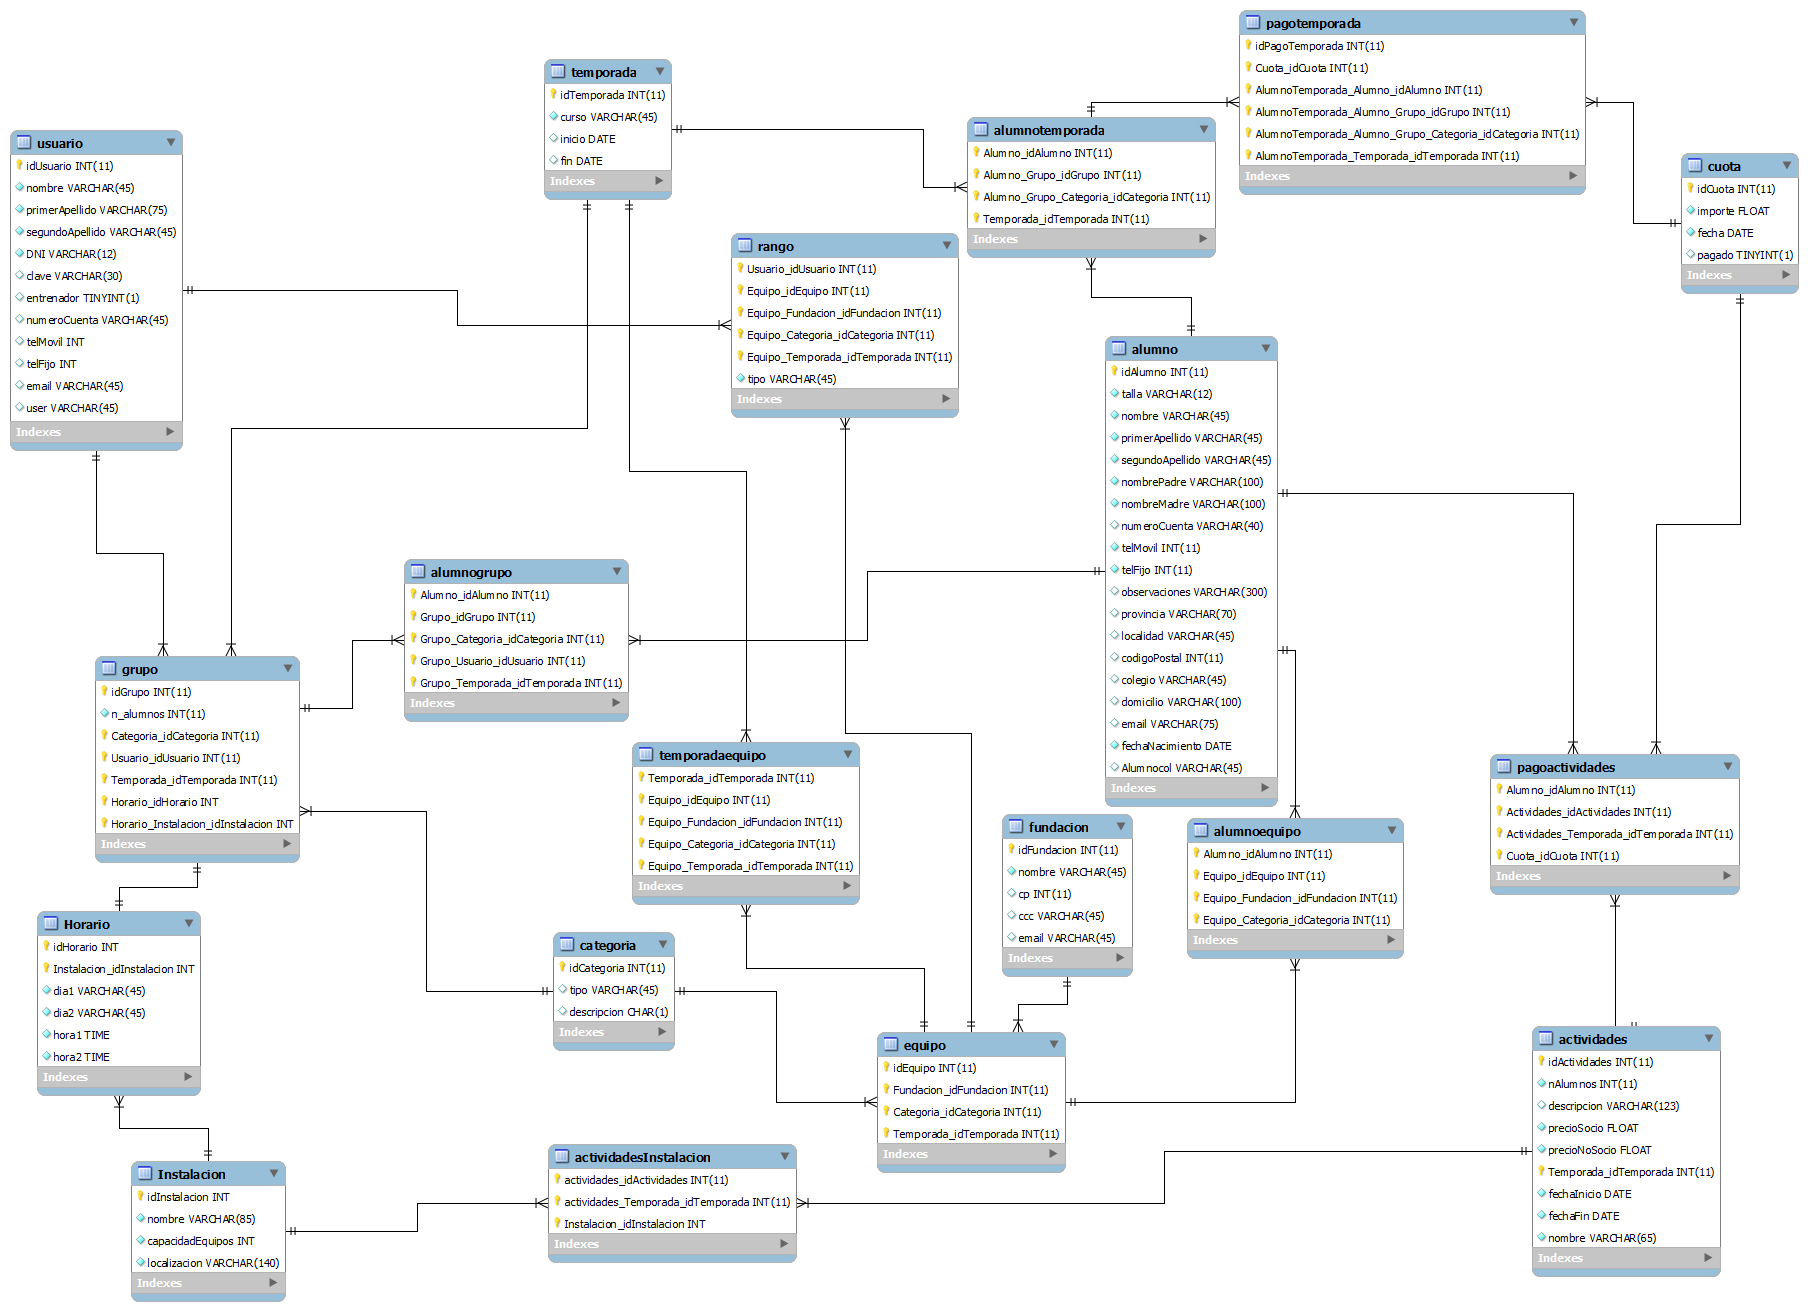 usuario
idUsuario INT(11)
nombre VARCHAR(45)
primerApellido VARCHAR(75)
segundoApellido VARCHAR(45)
DNI VARCHAR(12)
clave VARCHAR(30)
entrenador TINYINT(1)
numeroCuenta VARCHAR(45)
telMovil INT
telFijo INT
email VARCHAR(45)
user VARCHAR(45)
Indexes
temporada
idTemporada INT(11)
curso VARCHAR(45)
inicio DATE
fin DATE
Indexes
rango
Usuario_idUsuario INT(11)
Equipo_idEquipo INT(11)
Equipo_Fundacion_idFundacion INT(11)
Equipo_Categoria_idCategoria INT(11)
Equipo_Temporada_idTemporada INT(11)
tipo VARCHAR(45)
Indexes
alumnotemporada
Alumno_idAlumno INT(11)
Alumno_Grupo_idGrupo INT(11)
Alumno_Grupo_Categoria_idCategoria INT(11)
Temporada_idTemporada INT(11)
Indexes
pagotemporada
idPagoTemporada INT(11)
Cuota_idCuota INT(11)
AlumnoTemporada_Alumno_idAlumno INT(11)
AlumnoTemporada_Alumno_Grupo_idGrupo INT(11)
AlumnoTemporada_Alumno_Grupo_Categoria_idCategoria INT(11)
AlumnoTemporada_Temporada_idTemporada INT(11)
Indexes
cuota
idCuota INT(11)
importe FLOAT
fecha DATE
pagado TINYINT(1)
Indexes
alumno
idAlumno INT(11)
talla VARCHAR(12)
nombre VARCHAR(45)
primerApellido VARCHAR(45)
segundoApellido VARCHAR(45)
nombrePadre VARCHAR(100)
nombreMadre VARCHAR(100)
numeroCuenta VARCHAR(40)
telMovil INT(11)
telFijo INT(11)
observaciones VARCHAR(300)
provincia VARCHAR(70)
localidad VARCHAR(45)
codigoPostal INT(11)
colegio VARCHAR(45)
domicilio VARCHAR(100)
email VARCHAR(75)
fechaNacimiento DATE
Alumnocol VARCHAR(45)
Indexes
alumnogrupo
Alumno_idAlumno INT(11)
Grupo_idGrupo INT(11)
Grupo_Categoria_idCategoria INT(11)
Grupo_Usuario_idUsuario INT(11)
Grupo_Temporada_idTemporada INT(11)
Indexes
grupo
idGrupo INT(11)
n_alumnos INT(11)
Categoria_idCategoria INT(11)
Usuario_idUsuario INT(11)
Temporada_idTemporada INT(11)
Horario_idHorario INT
Horario_Instalacion_idInstalacion INT
Indexes
temporadaequipo
Temporada_idTemporada INT(11)
Equipo_idEquipo INT(11)
Equipo_Fundacion_idFundacion INT(11)
Equipo_Categoria_idCategoria INT(11)
Equipo_Temporada_idTemporada INT(11)
Indexes
fundacion
idFundacion INT(11)
nombre VARCHAR(45)
cp INT(11)
ccc VARCHAR(45)
email VARCHAR(45)
Indexes
alumnoequipo
Alumno_idAlumno INT(11)
Equipo_idEquipo INT(11)
Equipo_Fundacion_idFundacion INT(11)
Equipo_Categoria_idCategoria INT(11)
Indexes
pagoactividades
Alumno_idAlumno INT(11)
Actividades_idActividades INT(11)
Actividades_Temporada_idTemporada INT(11)
Cuota_idCuota INT(11)
Indexes
Horario
idHorario INT
Instalacion_idInstalacion INT
dia1 VARCHAR(45)
dia2 VARCHAR(45)
hora1 TIME
hora2 TIME
Indexes
categoria
idCategoria INT(11)
tipo VARCHAR(45)
descripcion CHAR(1)
Indexes
equipo
idEquipo INT(11)
Fundacion_idFundacion INT(11)
Categoria_idCategoria INT(11)
Temporada_idTemporada INT(11)
Indexes
actividades
idActividades INT(11)
nAlumnos INT(11)
descripcion VARCHAR(123)
precioSocio FLOAT
precioNoSocio FLOAT
Temporada_idTemporada INT(11)
fechaInicio DATE
fechaFin DATE
nombre VARCHAR(65)
Indexes
Instalacion
idInstalacion INT
nombre VARCHAR(85)
capacidadEquipos INT
localizacion VARCHAR(140)
Indexes
actividadesInstalacion
actividades_idActividades INT(11)
actividades_Temporada_idTemporada INT(11)
Instalacion_idInstalacion INT
Indexes